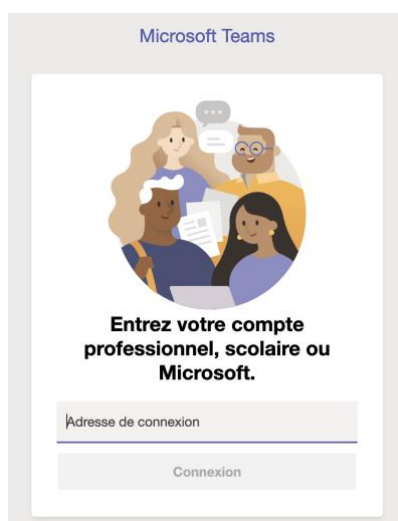 Microsoft Teams
Entrez votre compte
professionnel, scolaire ou
Microsoft.
Adresse de connexion
Connexion